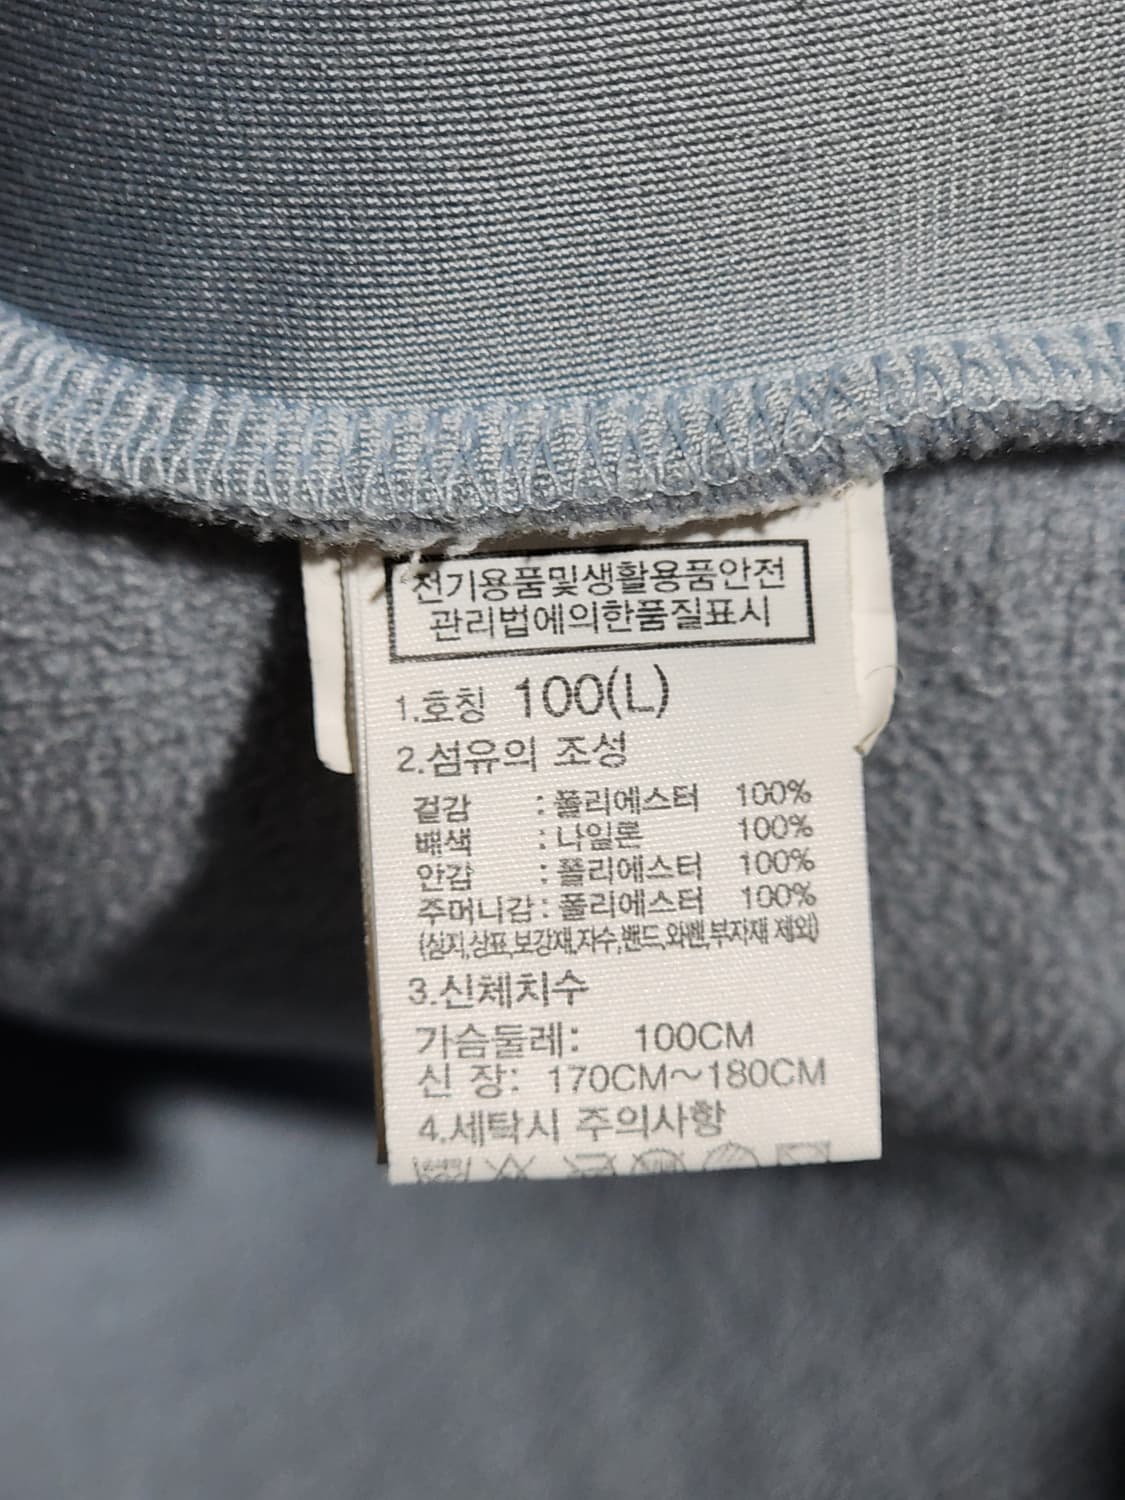 전기용품및생활용품안전
관리법에의한품질표시
1.호칭 100(L)
2.섬유의 조성
겉감 : 폴리에스터 100%
배색 : 나일론 100%
안감 : 폴리에스터 100%
주머니감 : 폴리에스터 100%
(심지,상표,보강재,자수,밴드,와펜,부자재 제외)
3.신체치수
가슴둘레: 100CM
신 장: 170CM~180CM
4.세탁시 주의사항